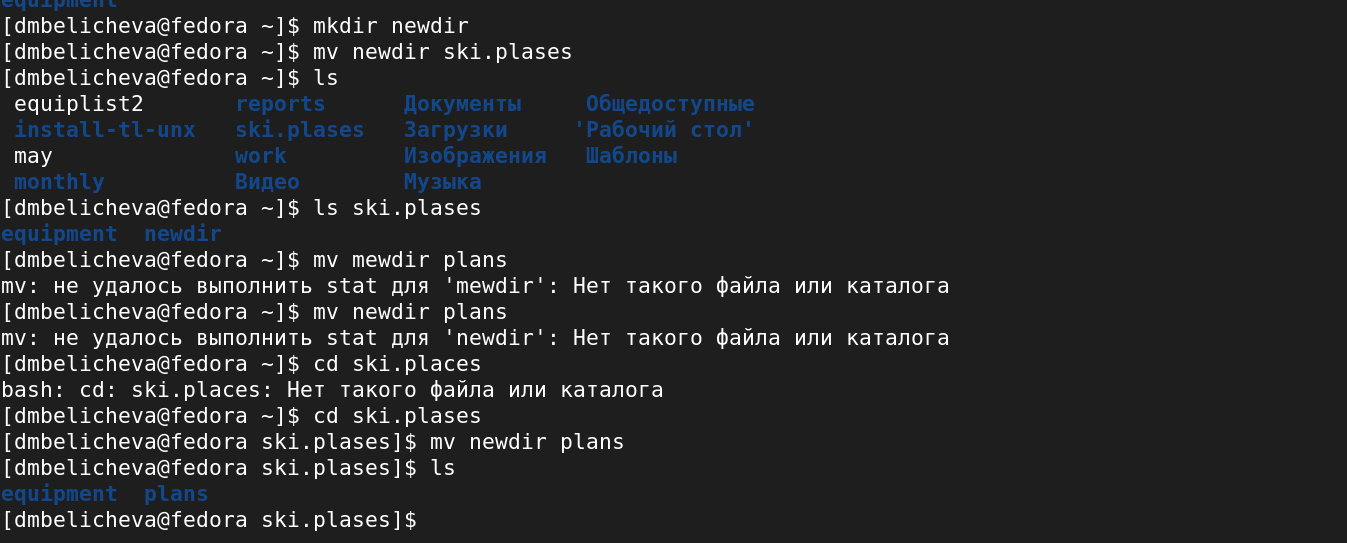 equipment
[dmbelicheva@fedora ~]$ mkdir newdir
[dmbelicheva@fedora ~]$ mv newdir ski.plases
[dmbelicheva@fedora ~]$ ls
equiplist2 reports Документы Общедоступные
install-tl-unx ski.plases Загрузки 'Рабочий стол'
may work Изображения Шаблоны
monthly Видео Музыка
[dmbelicheva@fedora ~]$ ls ski.plases
equipment newdir
[dmbelicheva@fedora ~]$ mv mewdir plans
mv: не удалось выполнить stat для 'mewdir': Нет такого файла или каталога
[dmbelicheva@fedora ~]$ mv newdir plans
mv: не удалось выполнить stat для 'newdir': Нет такого файла или каталога
[dmbelicheva@fedora ~]$ cd ski.places
bash: cd: ski.places: Нет такого файла или каталога
[dmbelicheva@fedora ~]$ cd ski.plases
[dmbelicheva@fedora ski.plases]$ mv newdir plans
[dmbelicheva@fedora ski.plases]$ ls
equipment plans
[dmbelicheva@fedora ski.plases]$